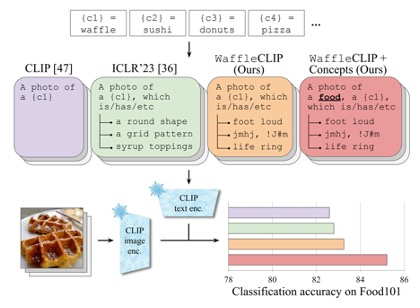 {c1} = waffle
{c2} = sushi
{c3} = donuts
{c4} = pizza
...
CLIP [47]
A photo of
a {c1}
ICLR'23 [36]
A photo of
a {c1}, which
is/has/etc
a round shape
a grid pattern
syrup toppings
WaffleCLIP
(Ours)
A photo of
a {c1}, which
is/has/etc
foot loud
jmhj, !J#m
life ring
WaffleCLIP +
Concepts (Ours)
A photo of
a food, a {c1},
which is/has/etc
foot loud
jmhj, !J#m
life ring
CLIP
text enc.
CLIP
image
enc.
78
80
82
84
86
Classification accuracy on Food101